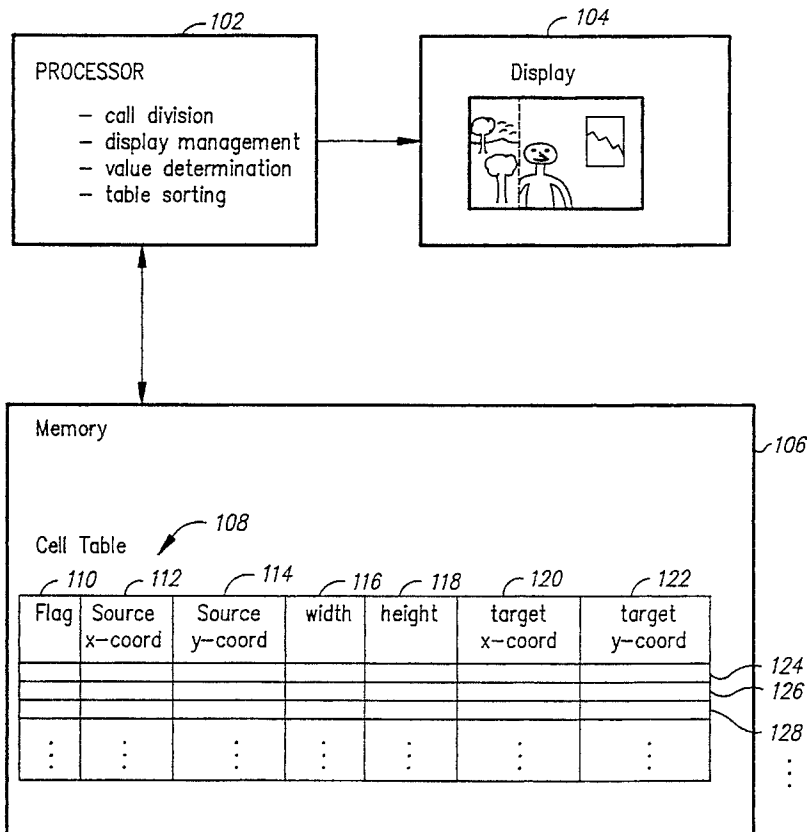 102
104
PROCESSOR
- call division
- display management
- value determination
- table sorting
Display
Memory
106
Cell Table
108
110
112
114
116
118
120
122
Flag
Source
x-coord
Source
y-coord
width
height
target
x-coord
target
y-coord
124
126
128